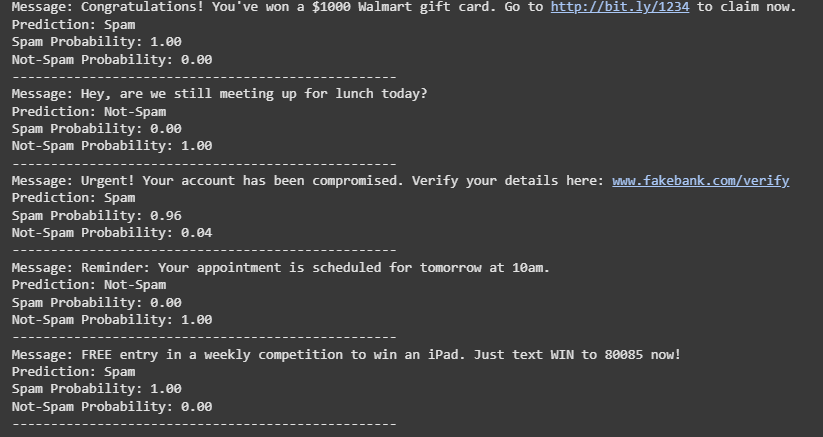 Message: Congratulations! You've won a $1000 Walmart gift card. Go to http://bit.ly/1234 to claim now.
Prediction: Spam
Spam Probability: 1.00
Not-Spam Probability: 0.00
--------------------------------------------------
Message: Hey, are we still meeting up for lunch today?
Prediction: Not-Spam
Spam Probability: 0.00
Not-Spam Probability: 1.00
--------------------------------------------------
Message: Urgent! Your account has been compromised. Verify your details here: www.fakebank.com/verify
Prediction: Spam
Spam Probability: 0.96
Not-Spam Probability: 0.04
--------------------------------------------------
Message: Reminder: Your appointment is scheduled for tomorrow at 10am.
Prediction: Not-Spam
Spam Probability: 0.00
Not-Spam Probability: 1.00
--------------------------------------------------
Message: FREE entry in a weekly competition to win an iPad. Just text WIN to 80085 now!
Prediction: Spam
Spam Probability: 1.00
Not-Spam Probability: 0.00
--------------------------------------------------